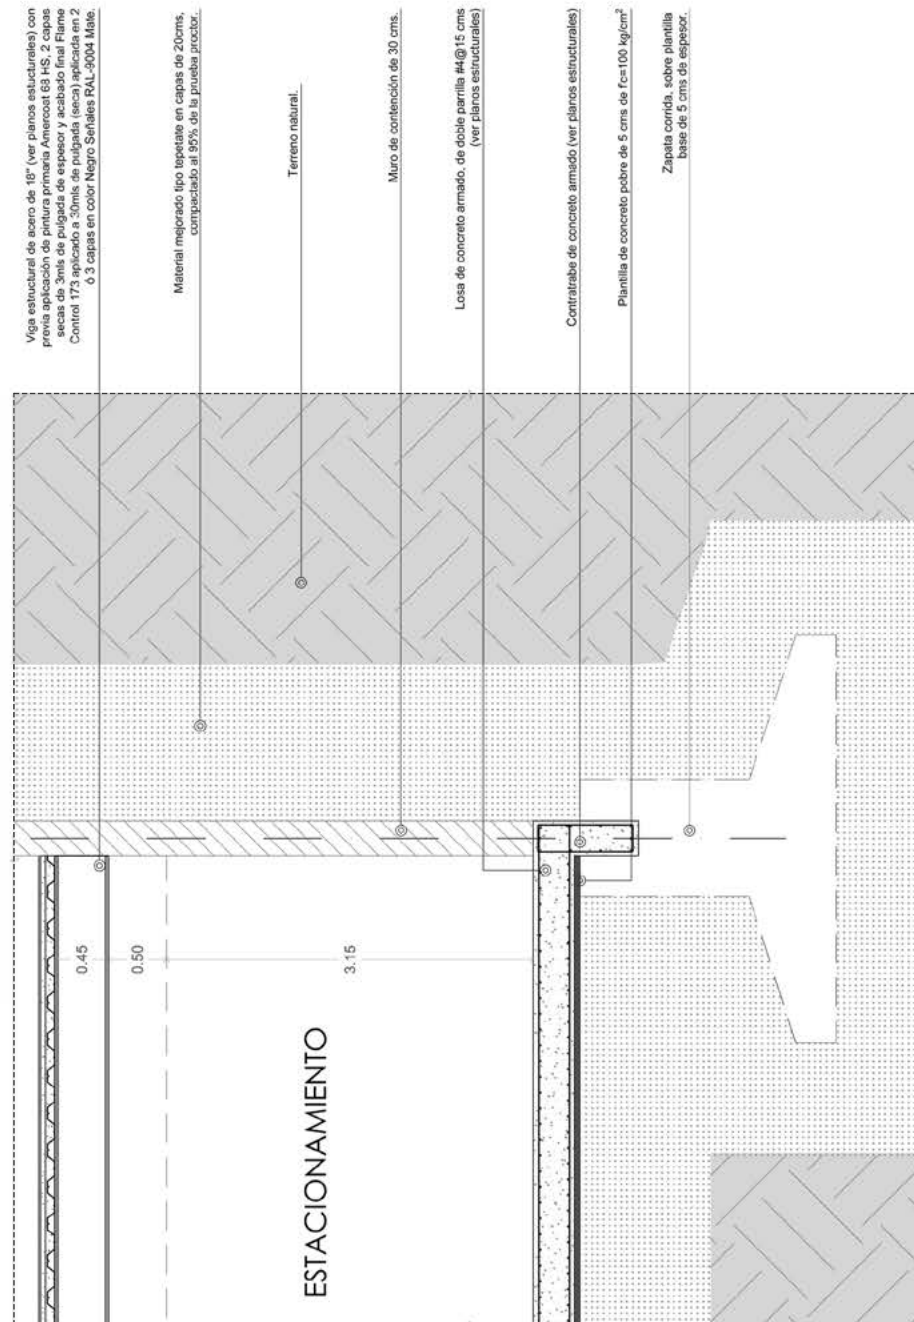 Viga estructural de acero de 18" (ver planos estucturales) con
previa aplicación de pintura primaria Amercoat 68 HS, 2 capas
secas de 3mls de pulgada de espesor y acabado final Flame
Control 173 aplicado a 30mls de pulgada (seca) aplicada en 2
ó 3 capas en color Negro Señales RAL-9004 Mate.
Material mejorado tipo tepetate en capas de 20cms,
compactado al 95% de la prueba proctor.
Terreno natural.
Muro de contención de 30 cms.
Losa de concreto armado, de doble parrilla #4@15 cms
(ver planos estructurales)
Contratrabe de concreto armado (ver planos estructurales)
Plantilla de concreto pobre de 5 cms de f'c=100 kg/cm²
Zapata corrida, sobre plantilla
base de 5 cms de espesor.
0.45
0.50
3.15
ESTACIONAMIENTO